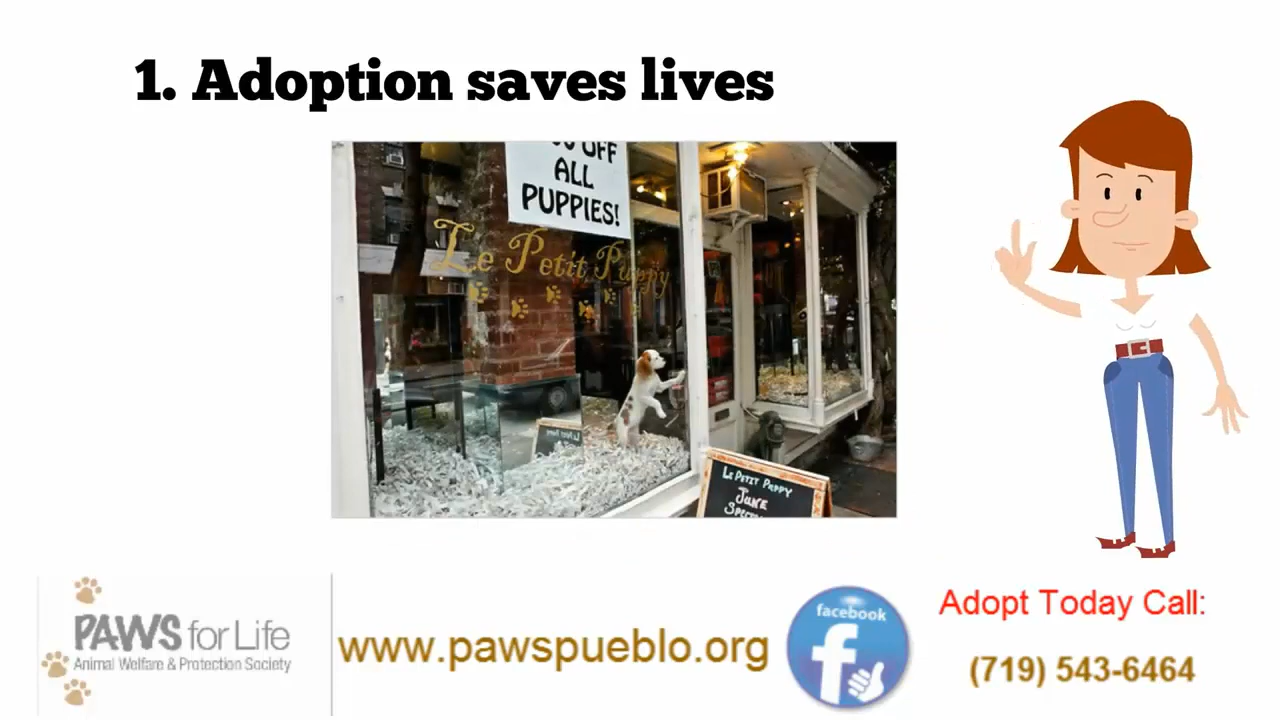 1. Adoption saves lives
OFF
ALL
PUPPIES!
Le Petit Puppy
Le Petit Puppy
June
PAWS for Life
Animal Welfare & Protection Society
www.pawspueblo.org
facebook
f
Adopt Today Call:
(719) 543-6464